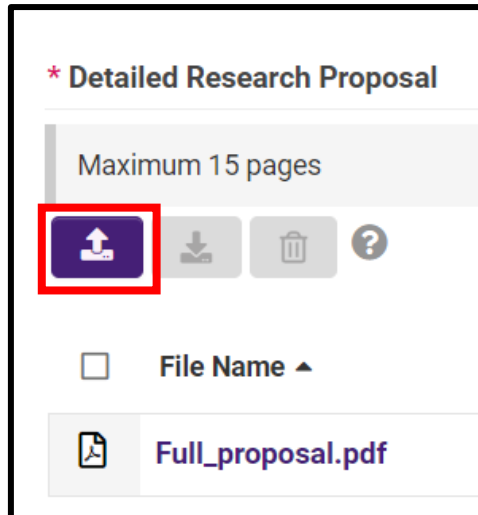 * Detailed Research Proposal
Maximum 15 pages
?
File Name
Full_proposal.pdf